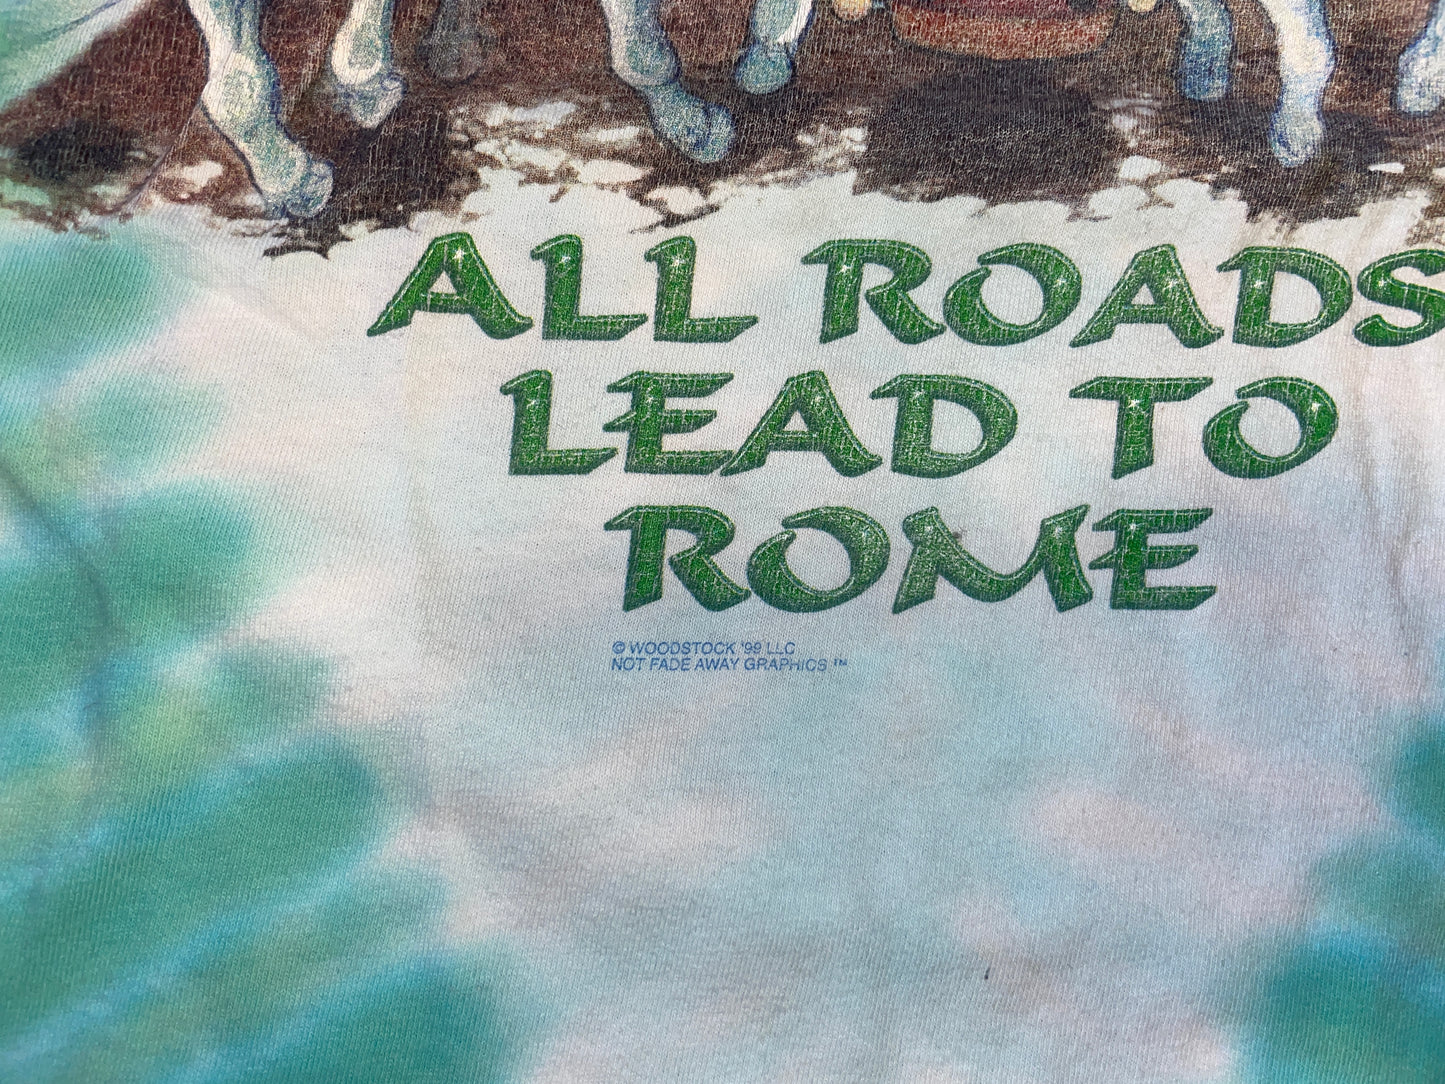 ALL ROADS
LEAD TO
ROME
© WOODSTOCK '99 LLC
NOT FADE AWAY GRAPHICS ™